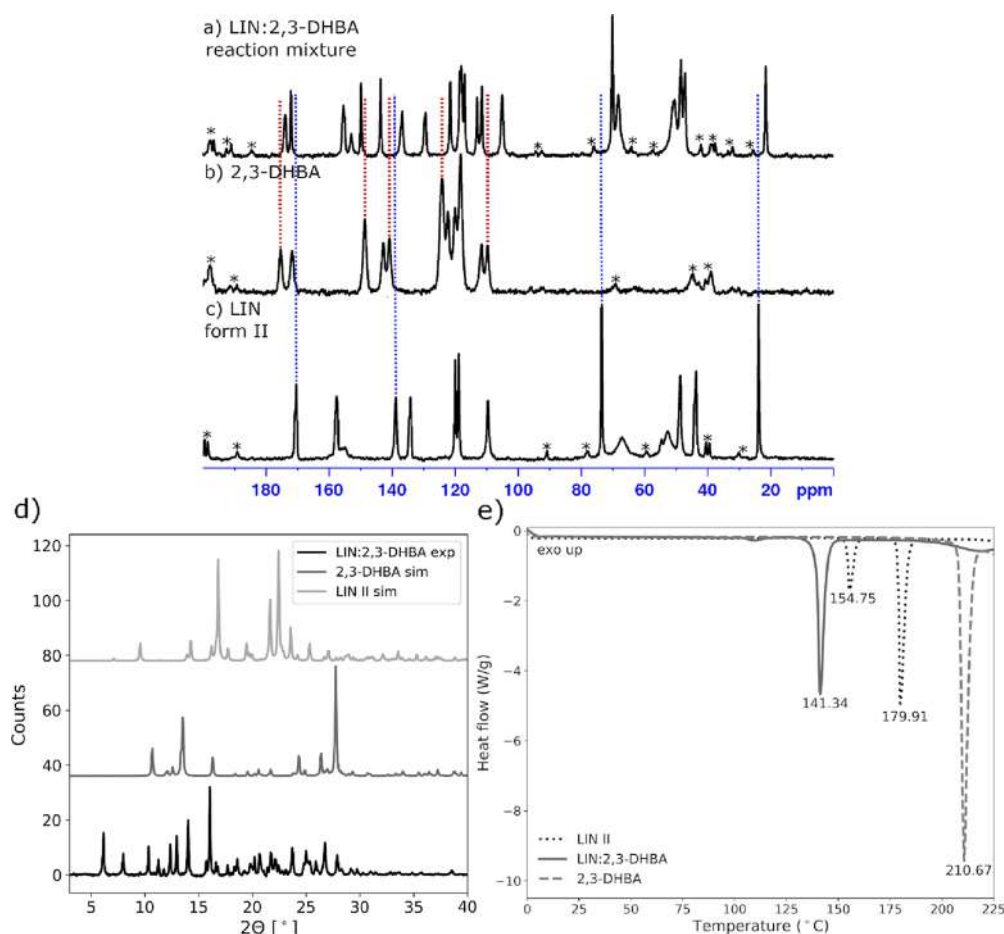 a) LIN:2,3-DHBA
reaction mixture
b) 2,3-DHBA
c) LIN
form II
* * * * * * * * * * *
* * * * *
* * * * * * *
180 160 140 120 100 80 60 40 20 ppm
d)
120
100
80
60
40
20
0
Counts
LIN:2,3-DHBA exp
2,3-DHBA sim
LIN II sim
5 10 15 20 25 30 35 40
2Θ [°]
e)
0
−2
−4
−6
−8
−10
Heat flow (W/g)
exo up
154.75
141.34
179.91
210.67
LIN II
LIN:2,3-DHBA
2,3-DHBA
0 25 50 75 100 125 150 175 200 225
Temperature (°C)